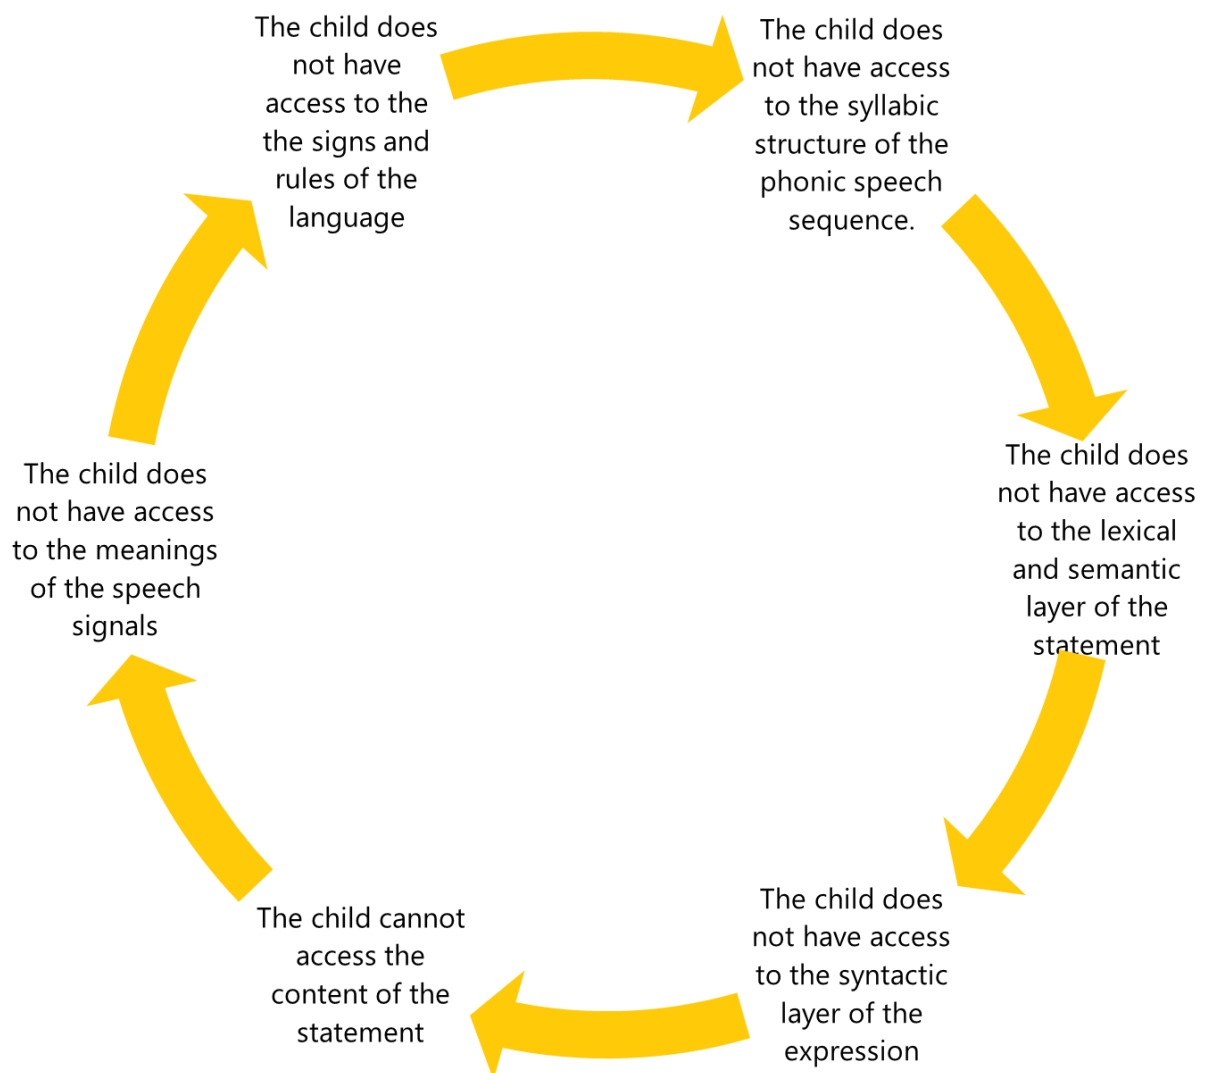 The child does
not have
access to the
the signs and
rules of the
language
The child does
not have access
to the syllabic
structure of the
phonic speech
sequence.
The child does
not have access
to the lexical
and semantic
layer of the
statement
The child does
not have access
to the syntactic
layer of the
expression
The child cannot
access the
content of the
statement
The child does
not have access
to the meanings
of the speech
signals